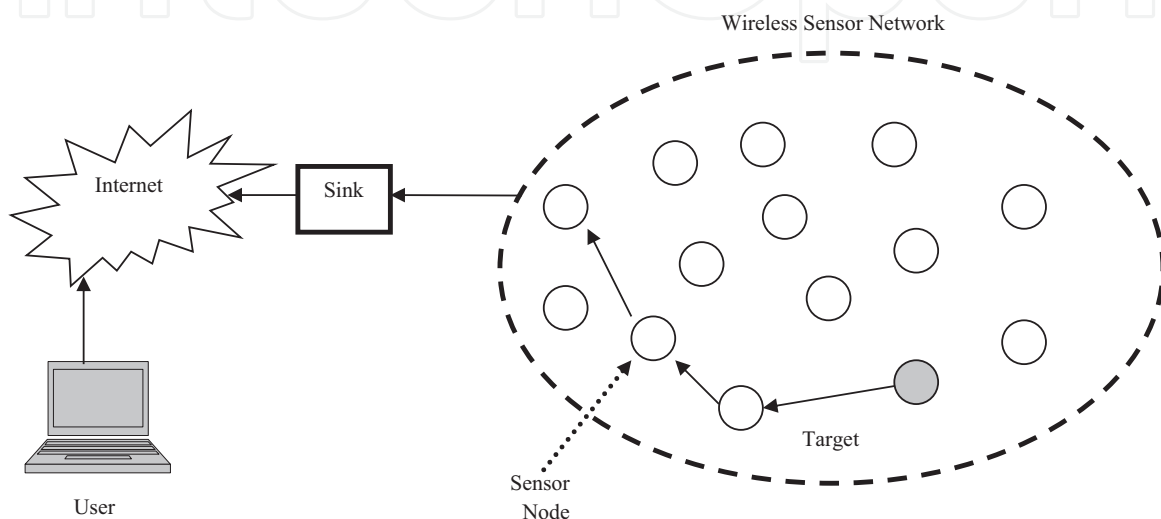 Wireless Sensor Network
Internet
Sink
Target
Sensor
Node
User